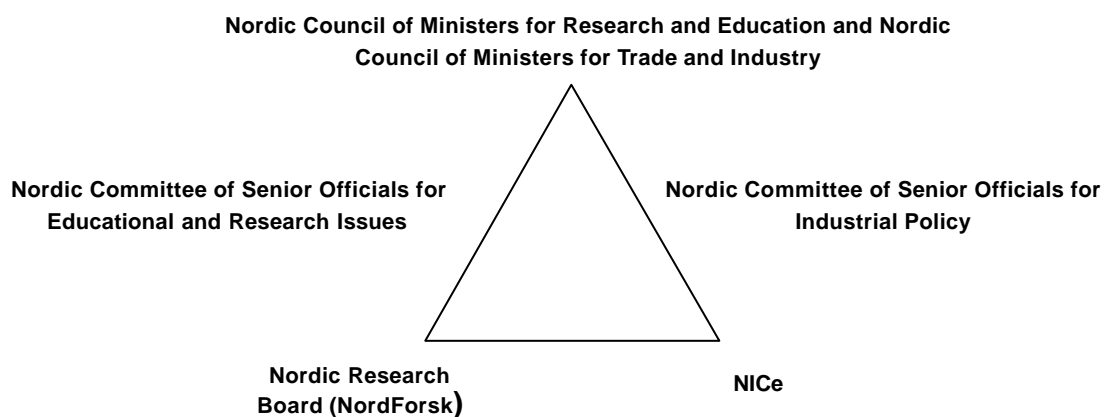 Nordic Council of Ministers for Research and Education and Nordic
Council of Ministers for Trade and Industry
Nordic Committee of Senior Officials for
Educational and Research Issues
Nordic Committee of Senior Officials for
Industrial Policy
Nordic Research
Board (NordForsk)
NICe